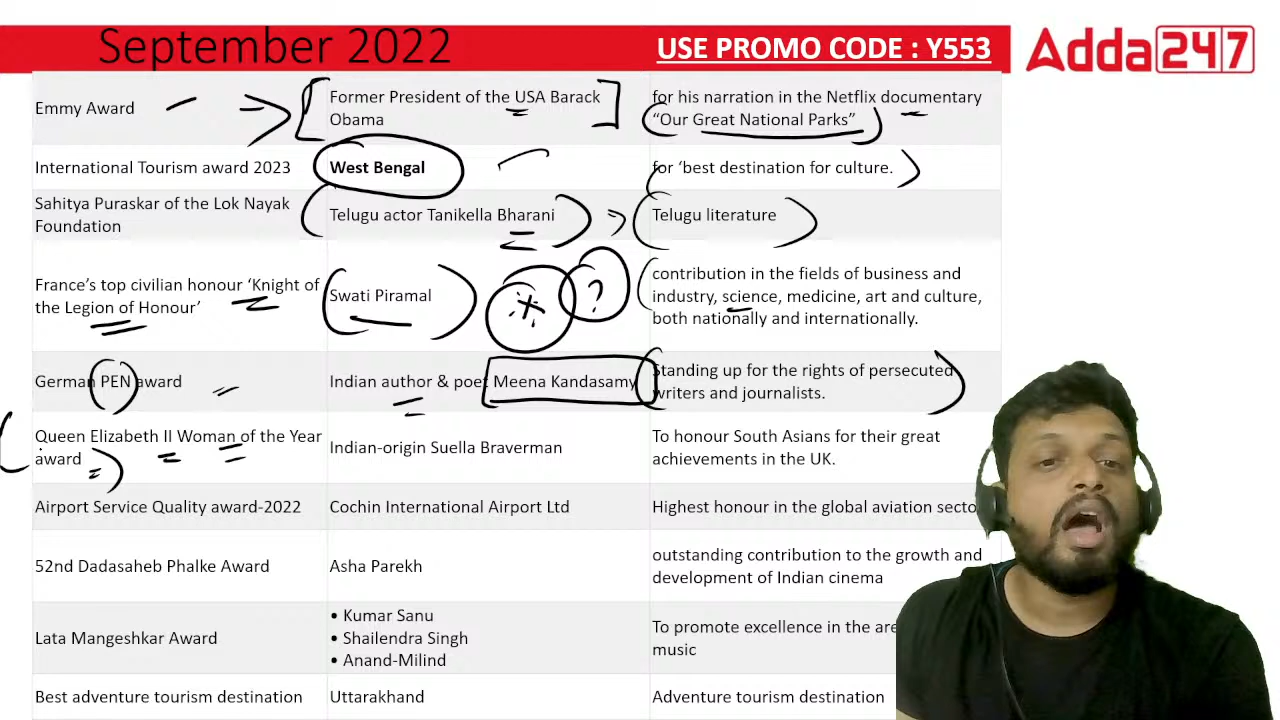 September 2022
USE PROMO CODE : Y553
Adda247
Emmy Award
Former President of the USA Barack
Obama
for his narration in the Netflix documentary
“Our Great National Parks”
International Tourism award 2023
West Bengal
for ‘best destination for culture.
Sahitya Puraskar of the Lok Nayak
Foundation
Telugu actor Tanikella Bharani
Telugu literature
France’s top civilian honour ‘Knight of
the Legion of Honour’
Swati Piramal
?
contribution in the fields of business and
industry, science, medicine, art and culture,
both nationally and internationally.
German PEN award
Indian author & poet Meena Kandasamy
Standing up for the rights of persecuted
writers and journalists.
Queen Elizabeth II Woman of the Year
award
Indian-origin Suella Braverman
To honour South Asians for their great
achievements in the UK.
Airport Service Quality award-2022
Cochin International Airport Ltd
Highest honour in the global aviation secto
52nd Dadasaheb Phalke Award
Asha Parekh
outstanding contribution to the growth and
development of Indian cinema
Lata Mangeshkar Award
• Kumar Sanu
• Shailendra Singh
• Anand-Milind
To promote excellence in the are
music
Best adventure tourism destination
Uttarakhand
Adventure tourism destination